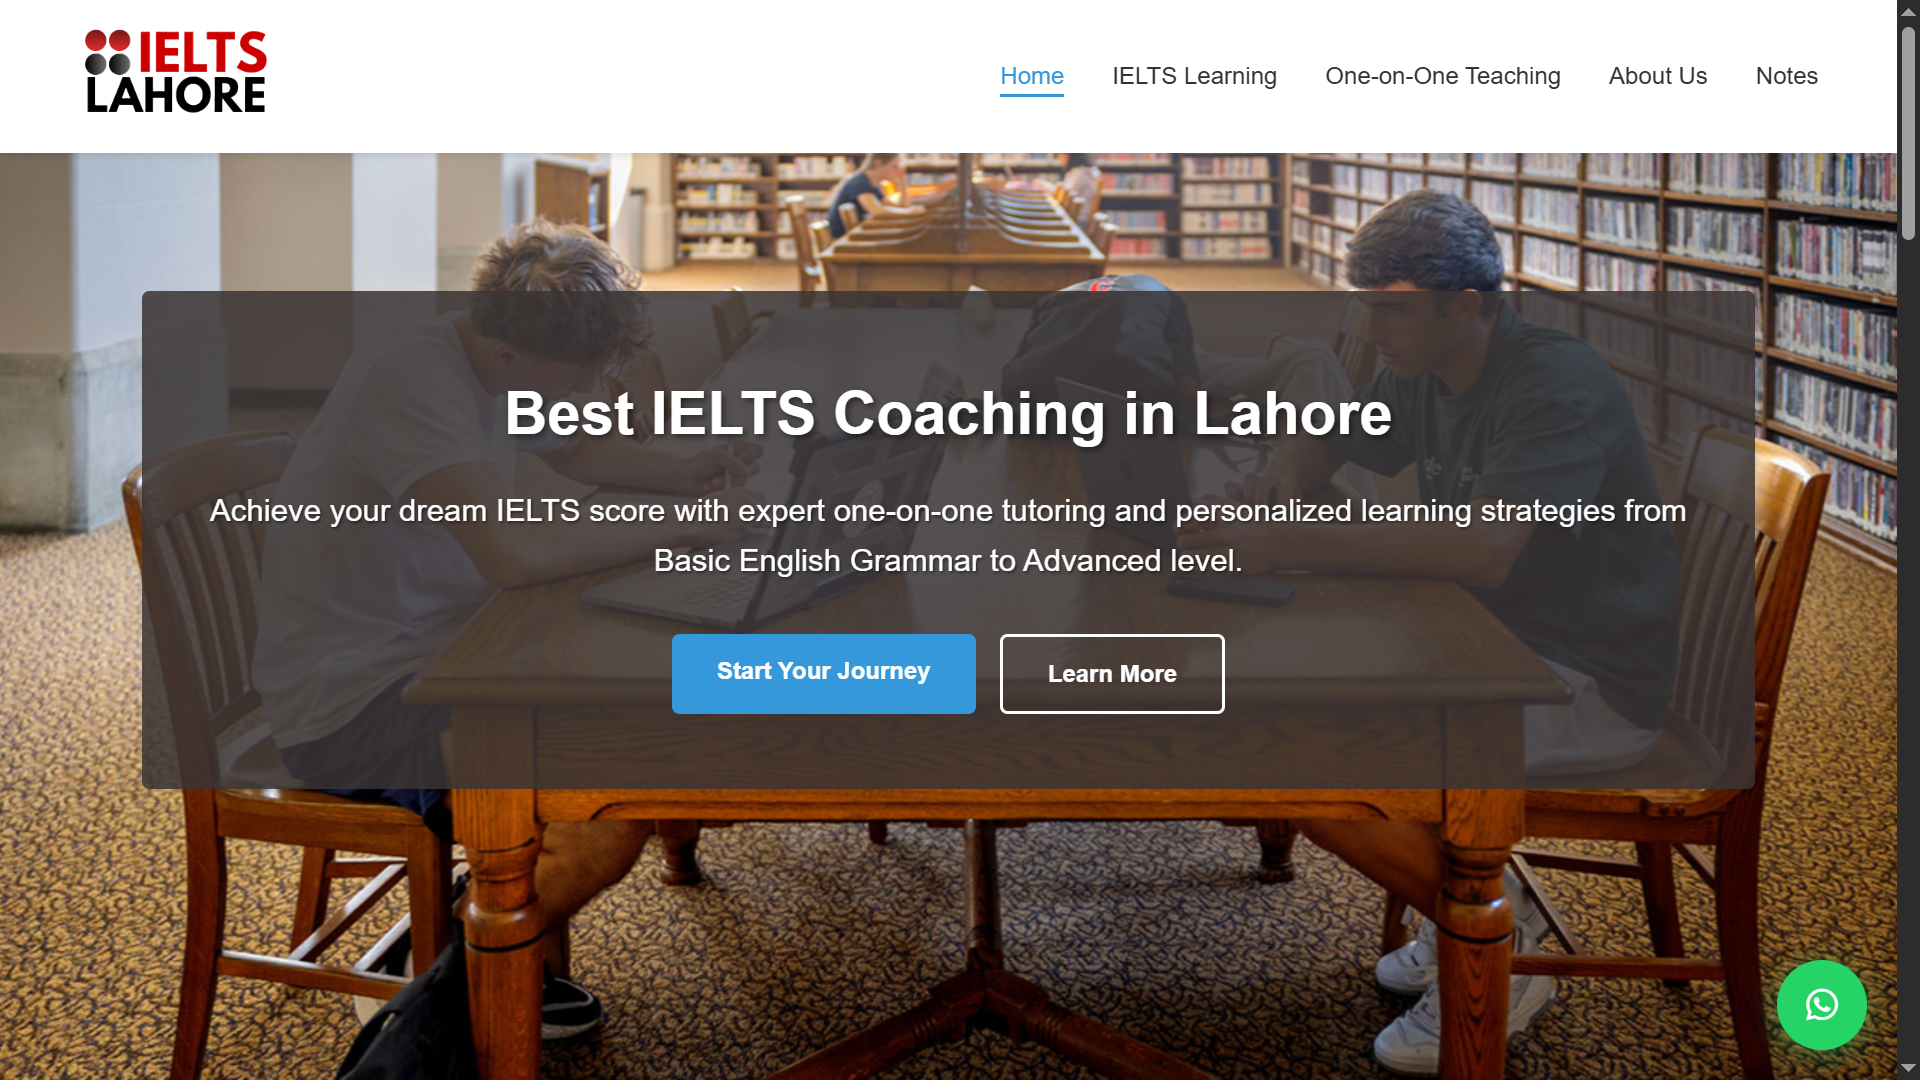 IELTS
LAHORE
Home
IELTS Learning
One-on-One Teaching
About Us
Notes
Best IELTS Coaching in Lahore
Achieve your dream IELTS score with expert one-on-one tutoring and personalized learning strategies from
Basic English Grammar to Advanced level.
Start Your Journey
Learn More